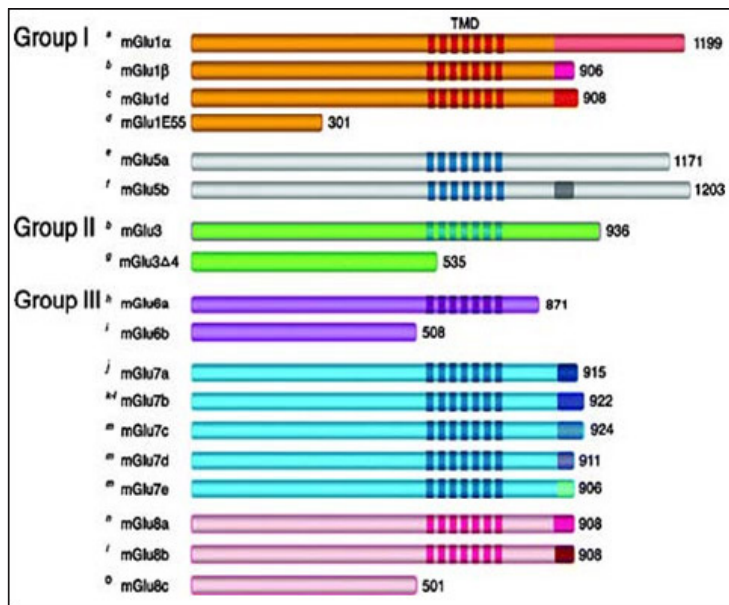 TMD
Group I a mGlu1α 1199
b mGlu1β 906
c mGlu1d 908
d mGlu1E55 301
e mGlu5a 1171
f mGlu5b 1203
Group II b mGlu3 936
g mGlu3Δ4 535
Group III h mGlu6a 871
i mGlu6b 508
j mGlu7a 915
k-l mGlu7b 922
m mGlu7c 924
m mGlu7d 911
m mGlu7e 906
n mGlu8a 908
mGlu8b 908
o mGlu8c 501